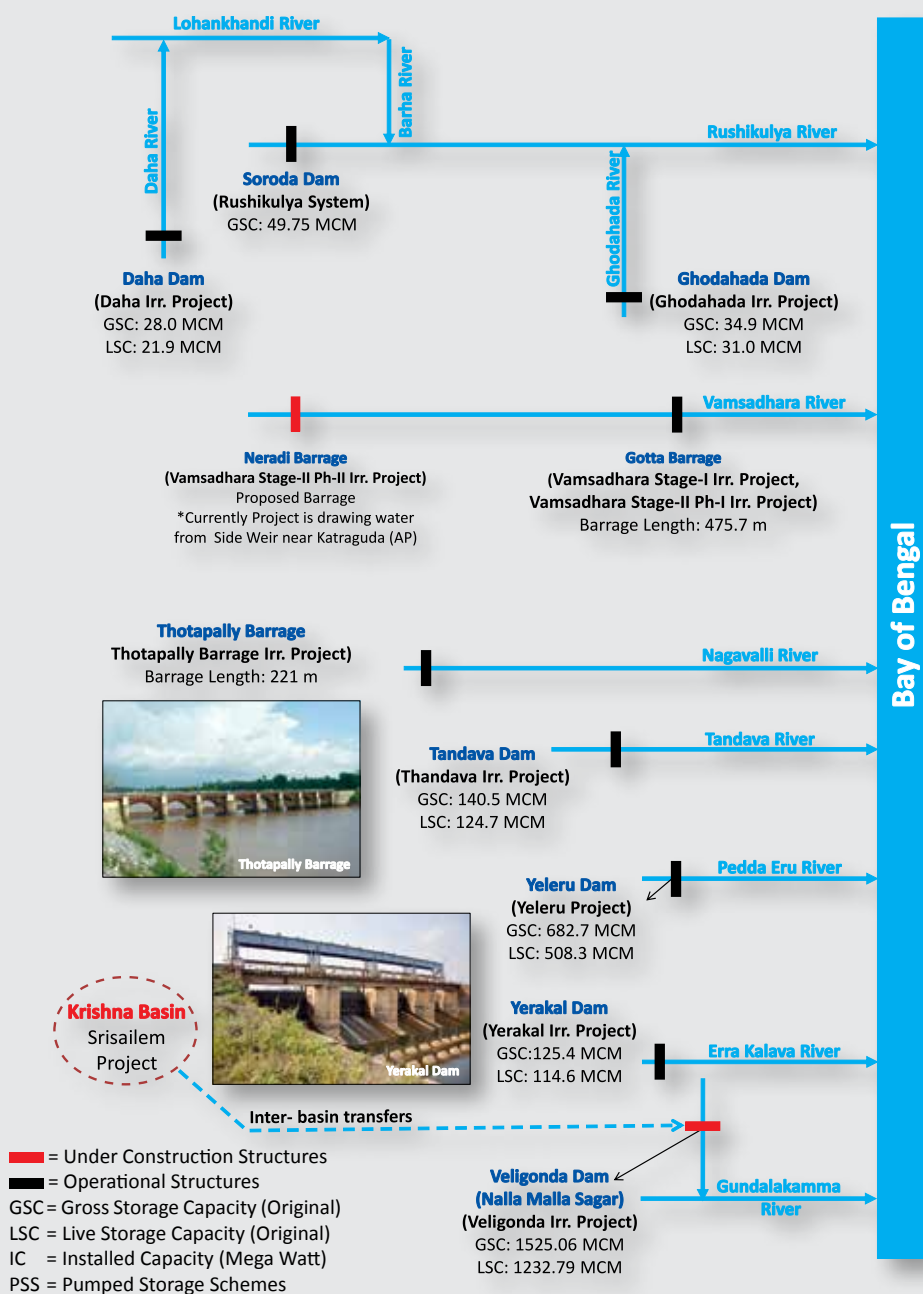 Lohankhandi River
Daha River
Barha River
Rushikulya River
Soroda Dam
(Rushikulya System)
GSC: 49.75 MCM
Ghodahada River
Daha Dam
(Daha Irr. Project)
GSC: 28.0 MCM
LSC: 21.9 MCM
Ghodahada Dam
(Ghodahada Irr. Project)
GSC: 34.9 MCM
LSC: 31.0 MCM
Vamsadhara River
Neradi Barrage
(Vamsadhara Stage-II Ph-II Irr. Project)
Proposed Barrage
*Currently Project is drawing water
from Side Weir near Katraguda (AP)
Gotta Barrage
(Vamsadhara Stage-I Irr. Project,
Vamsadhara Stage-II Ph-I Irr. Project)
Barrage Length: 475.7 m
Bay of Bengal
Thotapally Barrage
Thotapally Barrage Irr. Project)
Barrage Length: 221 m
Nagavalli River
Thotapally Barrage
Tandava River
Tandava Dam
(Thandava Irr. Project)
GSC: 140.5 MCM
LSC: 124.7 MCM
Pedda Eru River
Yeleru Dam
(Yeleru Project)
GSC: 682.7 MCM
LSC: 508.3 MCM
Yerakal Dam
Krishna Basin
Srisailem
Project
Yerakal Dam
(Yerakal Irr. Project)
GSC:125.4 MCM
LSC: 114.6 MCM
Erra Kalava River
Inter- basin transfers
Veligonda Dam
(Nalla Malla Sagar)
(Veligonda Irr. Project)
GSC: 1525.06 MCM
LSC: 1232.79 MCM
Gundalakamma
River
= Under Construction Structures
= Operational Structures
GSC = Gross Storage Capacity (Original)
LSC = Live Storage Capacity (Original)
IC = Installed Capacity (Mega Watt)
PSS = Pumped Storage Schemes